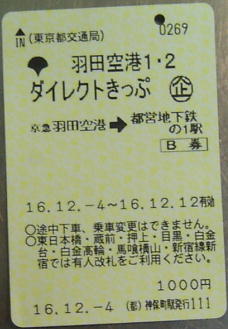 0269
IN (東京都交通局)
羽田空港1・2
ダイレクトきっぷ 企
京急 羽田空港 ➡ 都営地下鉄
の1駅
B 券
16.12.-4～16.12.12有効
○途中下車、乗車変更はできません。
○東日本橋・蔵前・押上・目黒・白金
台・白金高輪・馬喰横山・新宿線新
宿では有人改札をご利用ください。
1000円
16.12.-4 (都) 神保町駅発行111